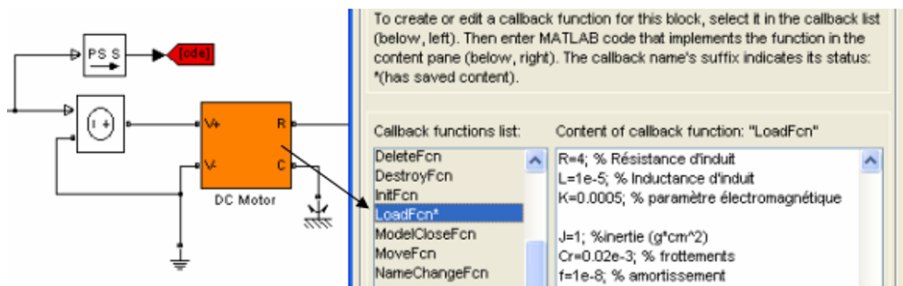 To create or edit a callback function for this block, select it in the callback list
(below, left). Then enter MATLAB code that implements the function in the
content pane (below, right). The callback name's suffix indicates its status:
*(has saved content).
PS S
[cde]
V+
R
V-
C
DC Motor
Callback functions list:
DeleteFcn
DestroyFcn
InitFcn
LoadFcn*
ModelCloseFcn
MoveFcn
NameChangeFcn
Content of callback function: "LoadFcn"
R=4; % Résistance d'induit
L=1e-5; % Inductance d'induit
K=0.0005; % paramètre électromagnétique
J=1; %inertie (g*cm^2)
Cr=0.02e-3; % frottements
f=1e-8; % amortissement